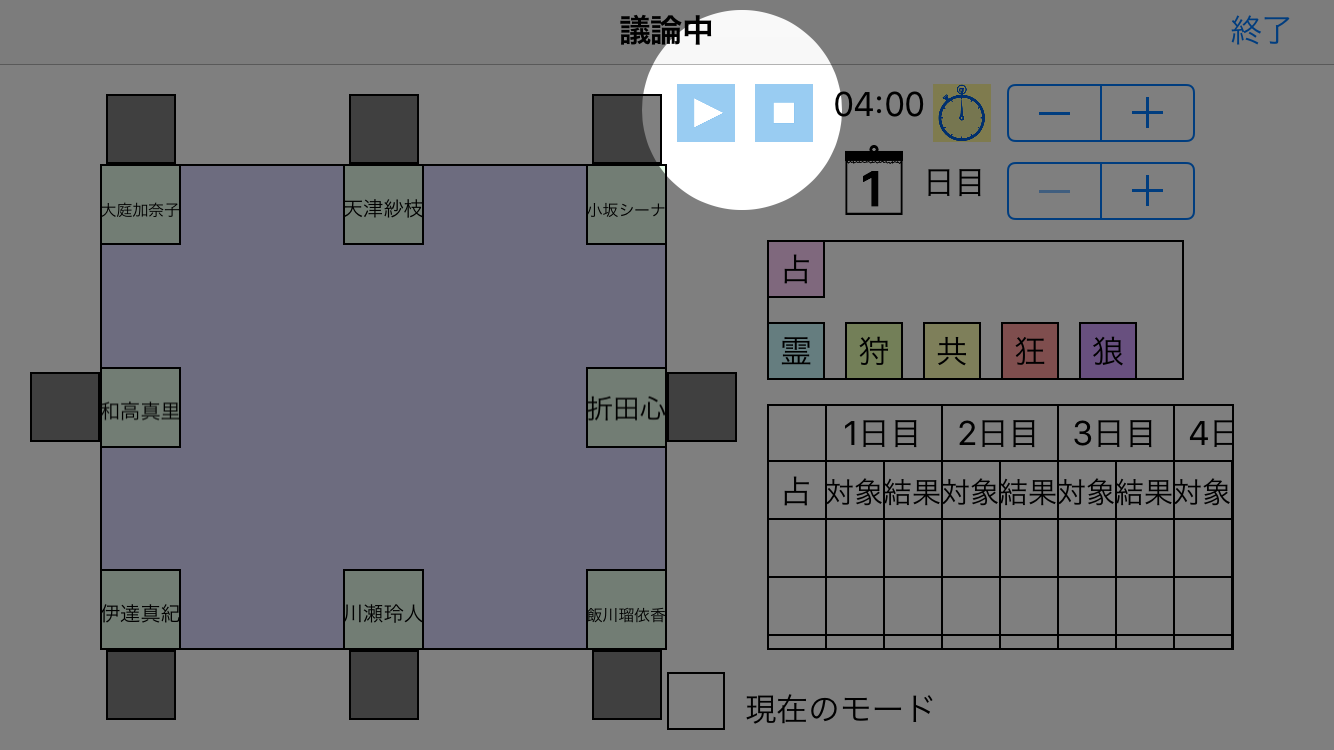 議論中
終了
04:00
1
日目
大庭加奈子
天津紗枝
小坂シーナ
占
霊 狩 共 狂 狼
和高真里
折田心
1日目 2日目 3日目 4日
占 対象 結果 対象 結果 対象 結果 対象
伊達真紀
川瀬玲人
飯川瑠依香
現在のモード